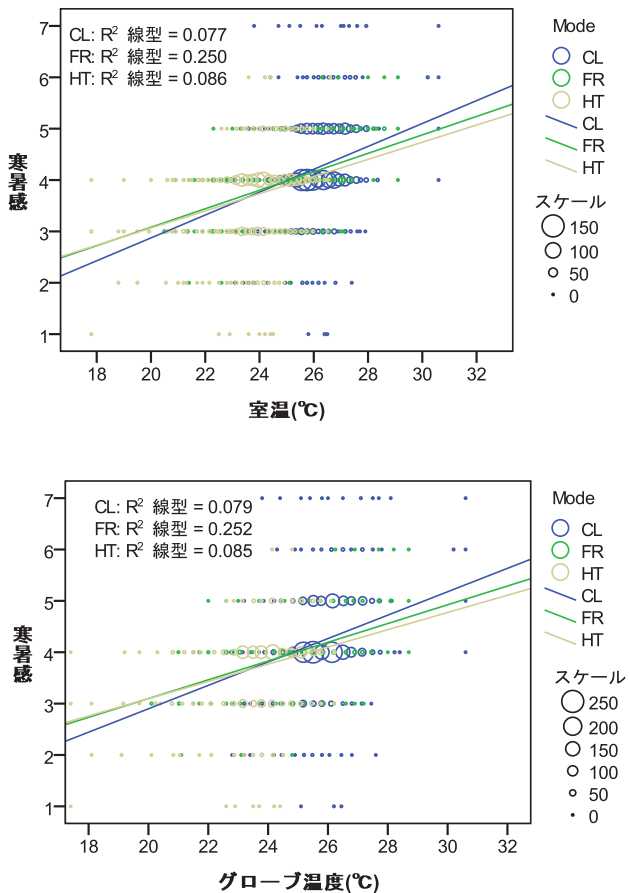 CL: R² 線型 = 0.077
FR: R² 線型 = 0.250
HT: R² 線型 = 0.086
7
6
5
4
3
2
1
寒暑感
18 20 22 24 26 28 30 32
室温(℃)
Mode
CL
FR
HT
CL
FR
HT
スケール
150
100
50
0
CL: R² 線型 = 0.079
FR: R² 線型 = 0.252
HT: R² 線型 = 0.085
7
6
5
4
3
2
1
寒暑感
18 20 22 24 26 28 30 32
グローブ温度(℃)
Mode
CL
FR
HT
CL
FR
HT
スケール
250
200
150
100
50
0